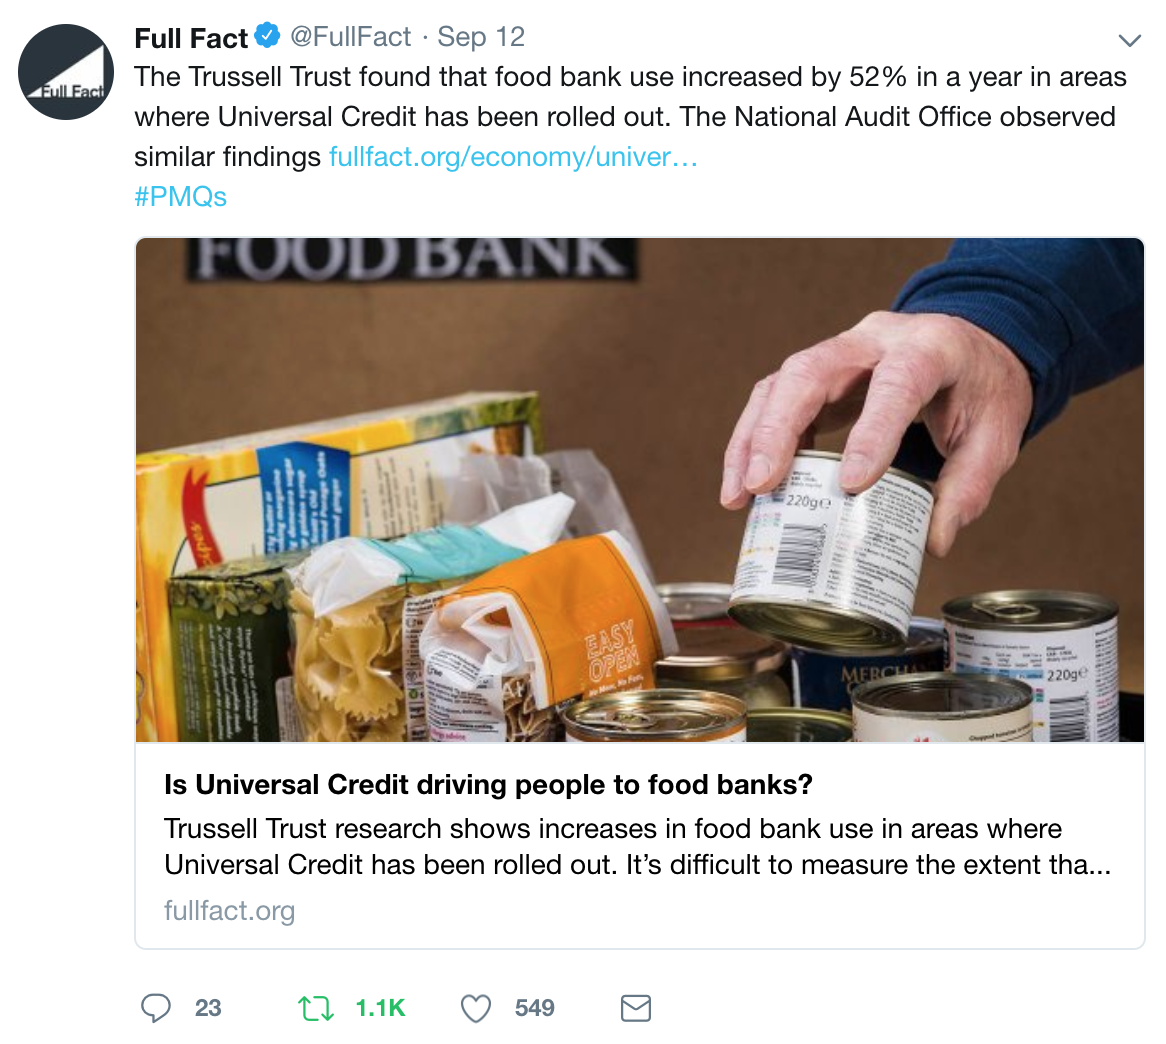 Full Fact @FullFact · Sep 12
The Trussell Trust found that food bank use increased by 52% in a year in areas
where Universal Credit has been rolled out. The National Audit Office observed
similar findings fullfact.org/economy/univer…
#PMQs
Full Fact
FOOD BANK
220g℮
EASY
OPEN
No Mess, No Fuss,
MERCHA
220g℮
Is Universal Credit driving people to food banks?
Trussell Trust research shows increases in food bank use in areas where
Universal Credit has been rolled out. It’s difficult to measure the extent tha...
fullfact.org
23
1.1K
549